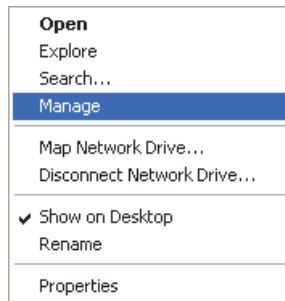 Open
Explore
Search...
Manage
Map Network Drive...
Disconnect Network Drive...
Show on Desktop
Rename
Properties